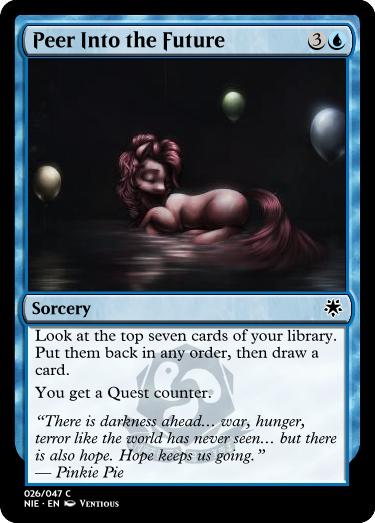 Peer Into the Future
3
Sorcery
Look at the top seven cards of your library.
Put them back in any order, then draw a
card.
You get a Quest counter.
“There is darkness ahead… war, hunger,
terror like the world has never seen… but there
is also hope. Hope keeps us going.”
— Pinkie Pie
026/047 C
NIE · EN Ventious